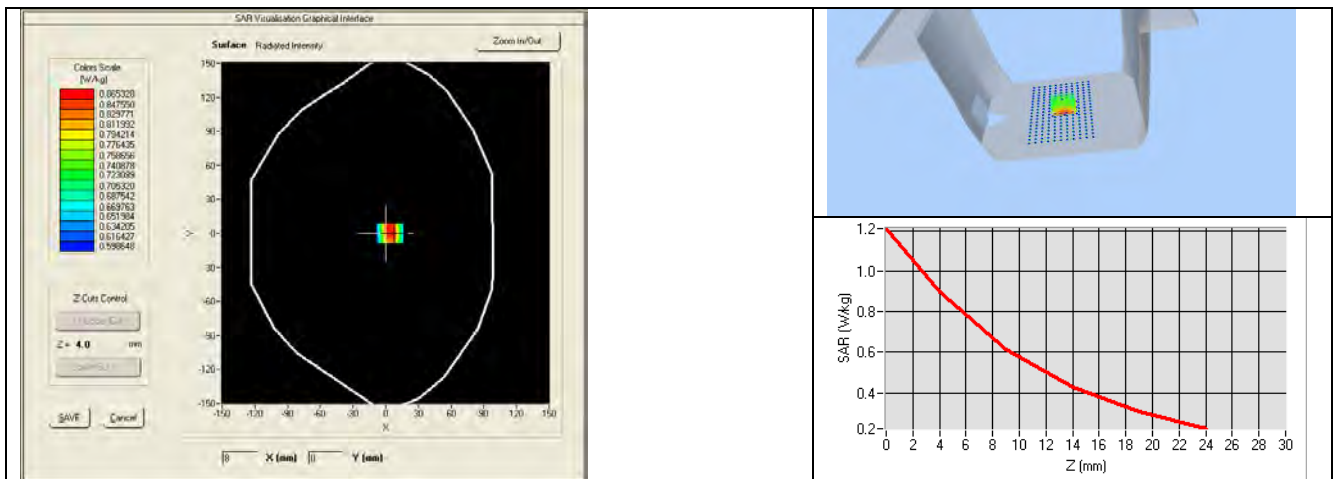 SAR Visualisation Graphical Interface
Surface Radiated Intensity
Zoom In/Out
Colors Scale
[W/kg]
0.865328
0.847550
0.829771
0.811992
0.794214
0.776435
0.758656
0.740878
0.723099
0.705320
0.687542
0.669763
0.651984
0.634205
0.616427
0.598648
150-
120-
90-
60-
30-
0-
-30-
-60-
-90-
-120-
-150-
Y
-150 -120 -90 -60 -30 0 30 60 90 120 150
X
Z Cuts Control
Z = 4.0 mm
SAVE Cancel
8 X (mm) 0 Y (mm)
1.2-
1.0-
0.8-
0.6-
0.4-
0.2-
SAR (W/kg)
0 2 4 6 8 10 12 14 16 18 20 22 24 26 28 30
Z (mm)